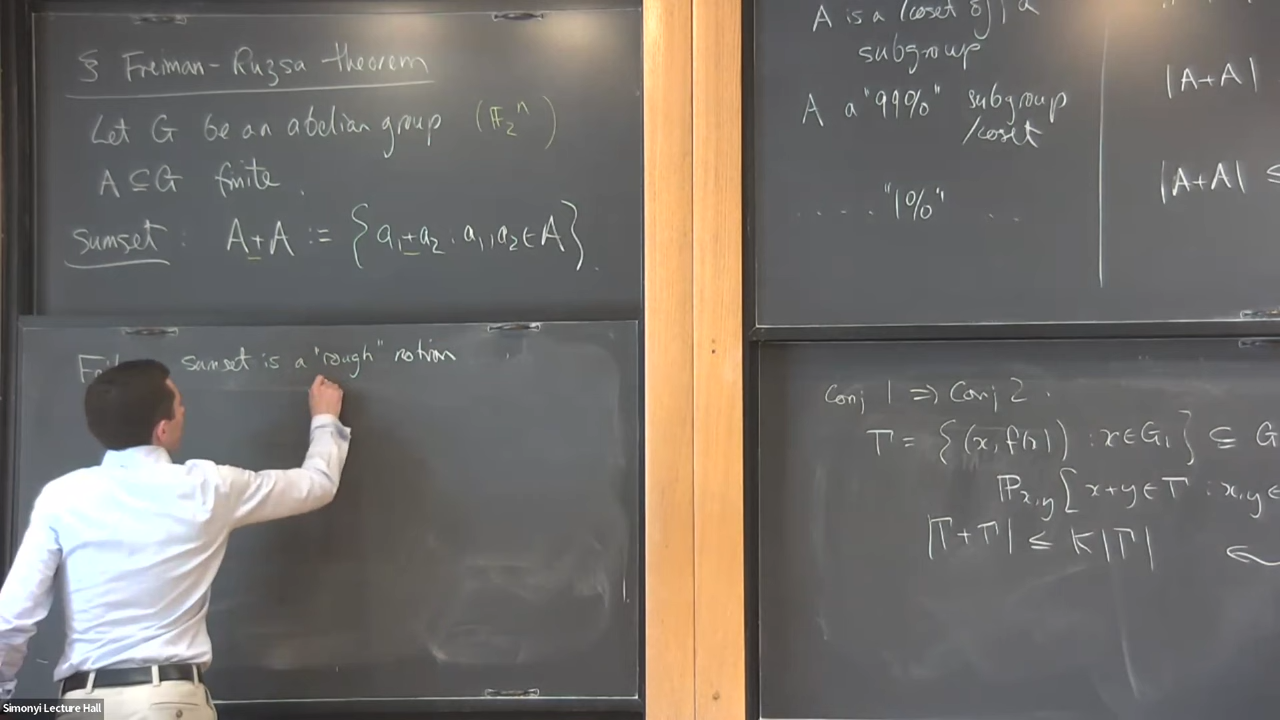 § Freiman-Ruzsa theorem
Let G be an abelian group (𝔽₂ⁿ)
A ⊆ G finite.
Sumset : A+A := {a₁+a₂ : a₁, a₂ ∈ A}.
sumset is a "rough" notion
A is a (coset of) a
subgroup
A a "99%" subgroup
/coset
..... "1%" ...
|A+A|
|A+A| ≤
Conj 1 => Conj 2.
Γ = {(x, f(x)) : x ∈ G₁} ⊆ G
ℙ_{x,y} [x+y ∈ Γ : x,y ∈
|Γ+Γ| ≤ K|Γ|
Simonyi Lecture Hall